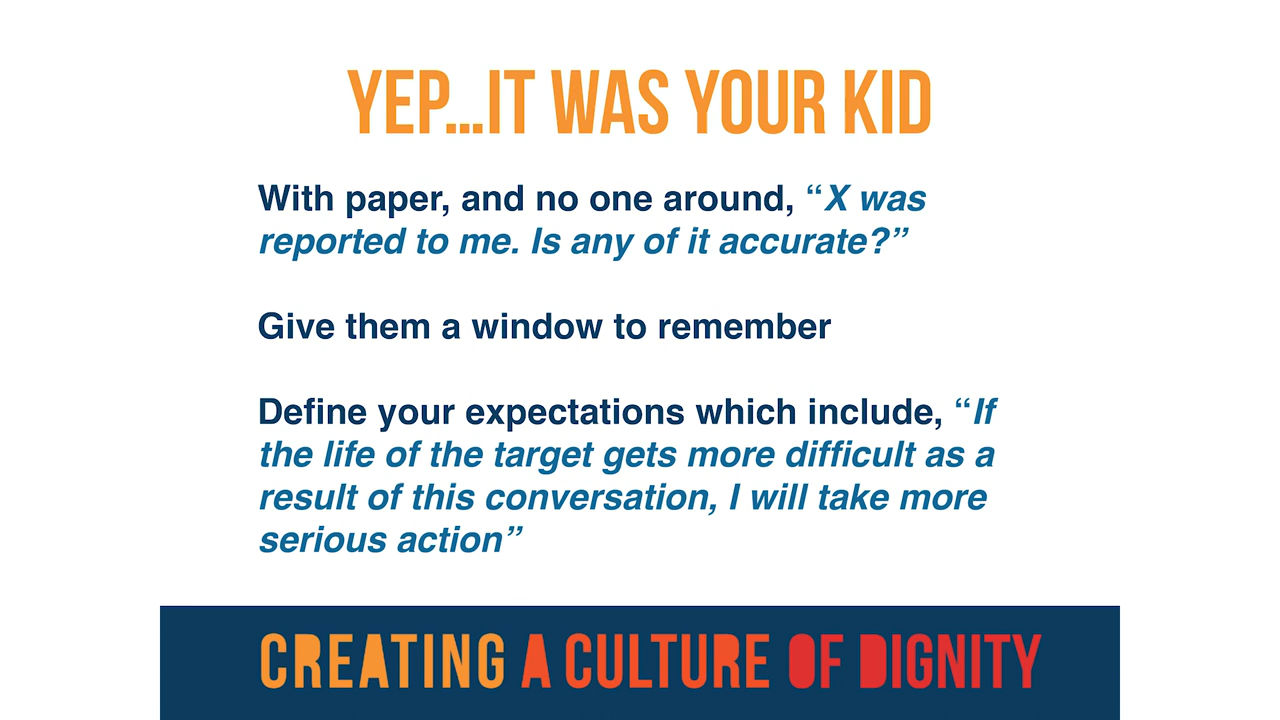 YEP...IT WAS YOUR KID
With paper, and no one around, “X was
reported to me. Is any of it accurate?”
Give them a window to remember
Define your expectations which include, “If
the life of the target gets more difficult as a
result of this conversation, I will take more
serious action”
CREATING A CULTURE OF DIGNITY